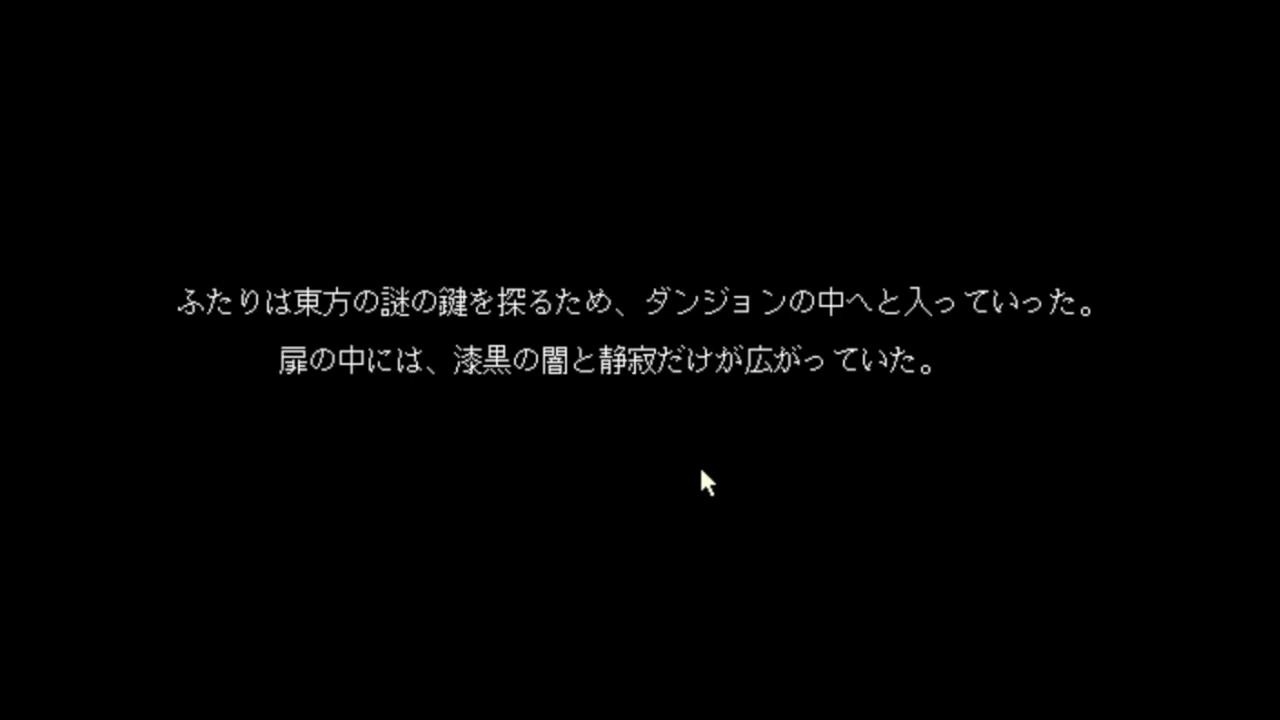 ふたりは東方の謎の鍵を探るため、ダンジョンの中へと入っていった。
扉の中には、漆黒の闇と静寂だけが広がっていた。